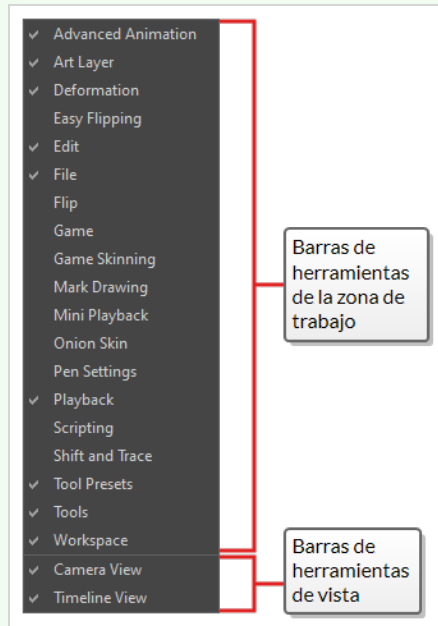 Advanced Animation
Art Layer
Deformation
Easy Flipping
Edit
File
Flip
Game
Game Skinning
Mark Drawing
Mini Playback
Onion Skin
Pen Settings
Playback
Scripting
Shift and Trace
Tool Presets
Tools
Workspace
Camera View
Timeline View
Barras de
herramientas
de la zona de
trabajo
Barras de
herramientas
de vista